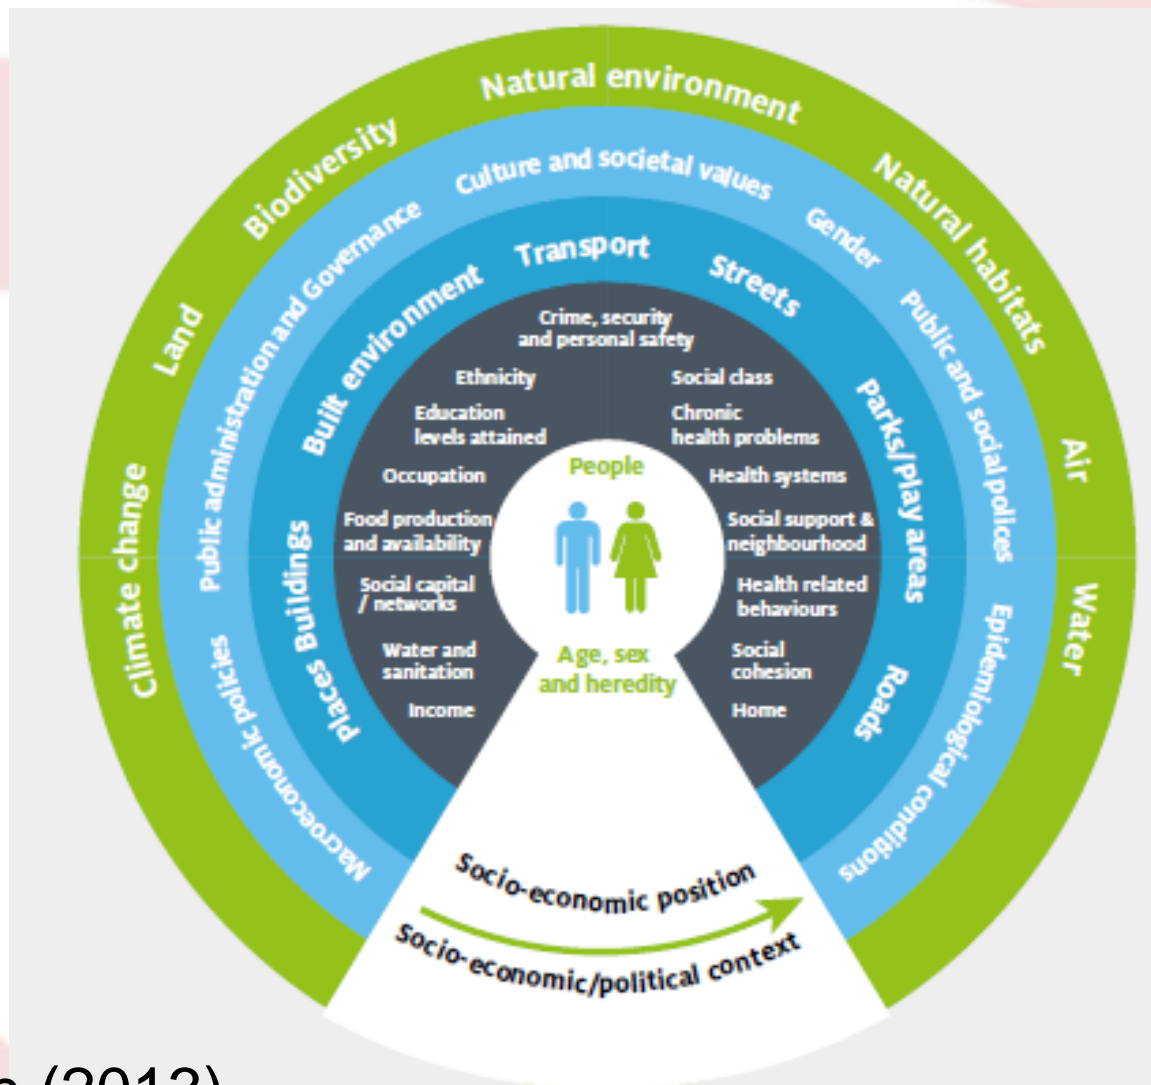 Natural environment
Biodiversity
Natural habitats
Land
Air
Climate Change
Water
Culture and societal values
Public administration and Governance
Gender
Public and social polices
Macroeconomic policies
Epidemiological conditions
Transport
Built environment
Streets
Parks/Play areas
Places Buildings
Roads
Crime, security
and personal safety
Ethnicity
Social class
Education
levels attained
Chronic
health problems
Occupation
Health systems
Food production
and availability
Social support &
neighbourhood
Social capital
/ networks
Health related
behaviours
Water and
sanitation
Social
cohesion
Income
Home
People
Age, sex
and heredity
Socio-economic position
Socio-economic/political context